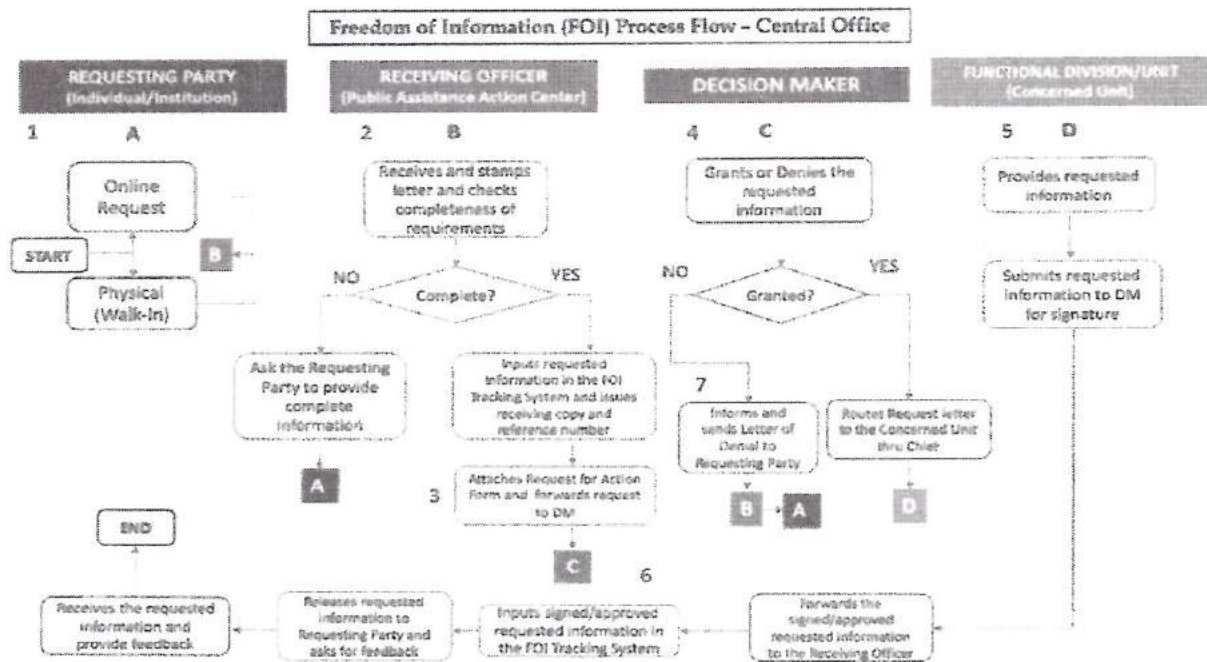 Freedom of Information (FOI) Process Flow – Central Office
REQUESTING PARTY
(Individual/Institution)
RECEIVING OFFICER
(Public Assistance Action Center)
DECISION MAKER
FUNCTIONAL DIVISION/UNIT
(Concerned Unit)
1 A
2 B
4 C
5 D
Online
Request
START
B
Physical
(Walk-In)
Receives and stamps
letter and checks
completeness of
requirements
NO
YES
Complete?
Ask the Requesting
Party to provide
complete
information
A
Inputs requested
Information in the FOI
Tracking System and issues
receiving copy and
reference number
3
Attaches Request for Action
Form and forwards request
to DM
C
Grants or Denies the
requested
information
NO
YES
Granted?
7
Informs and
sends Letter of
Denial to
Requesting Party
B
A
Routes Request letter
to the Concerned Unit
thru Chief
D
Provides requested
information
Submits requested
information to DM
for signature
6
Forwards the
signed/approved
requested information
to the Receiving Officer
Inputs signed/approved
requested information in
the FOI Tracking System
Releases requested
information to
Requesting Party and
asks for feedback
Receives the requested
information and
provide feedback
END